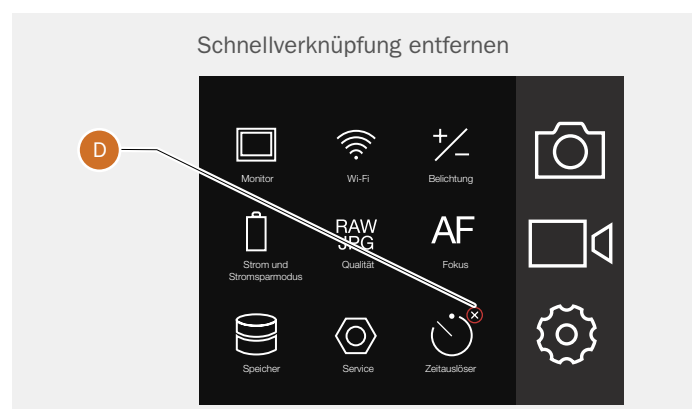 Schnellverknüpfung entfernen
D
Monitor
Wi-Fi
Belichtung
RAW
JPG
AF
Strom und
Stromsparmodus
Qualität
Fokus
Speicher
Service
Zeitauslöser